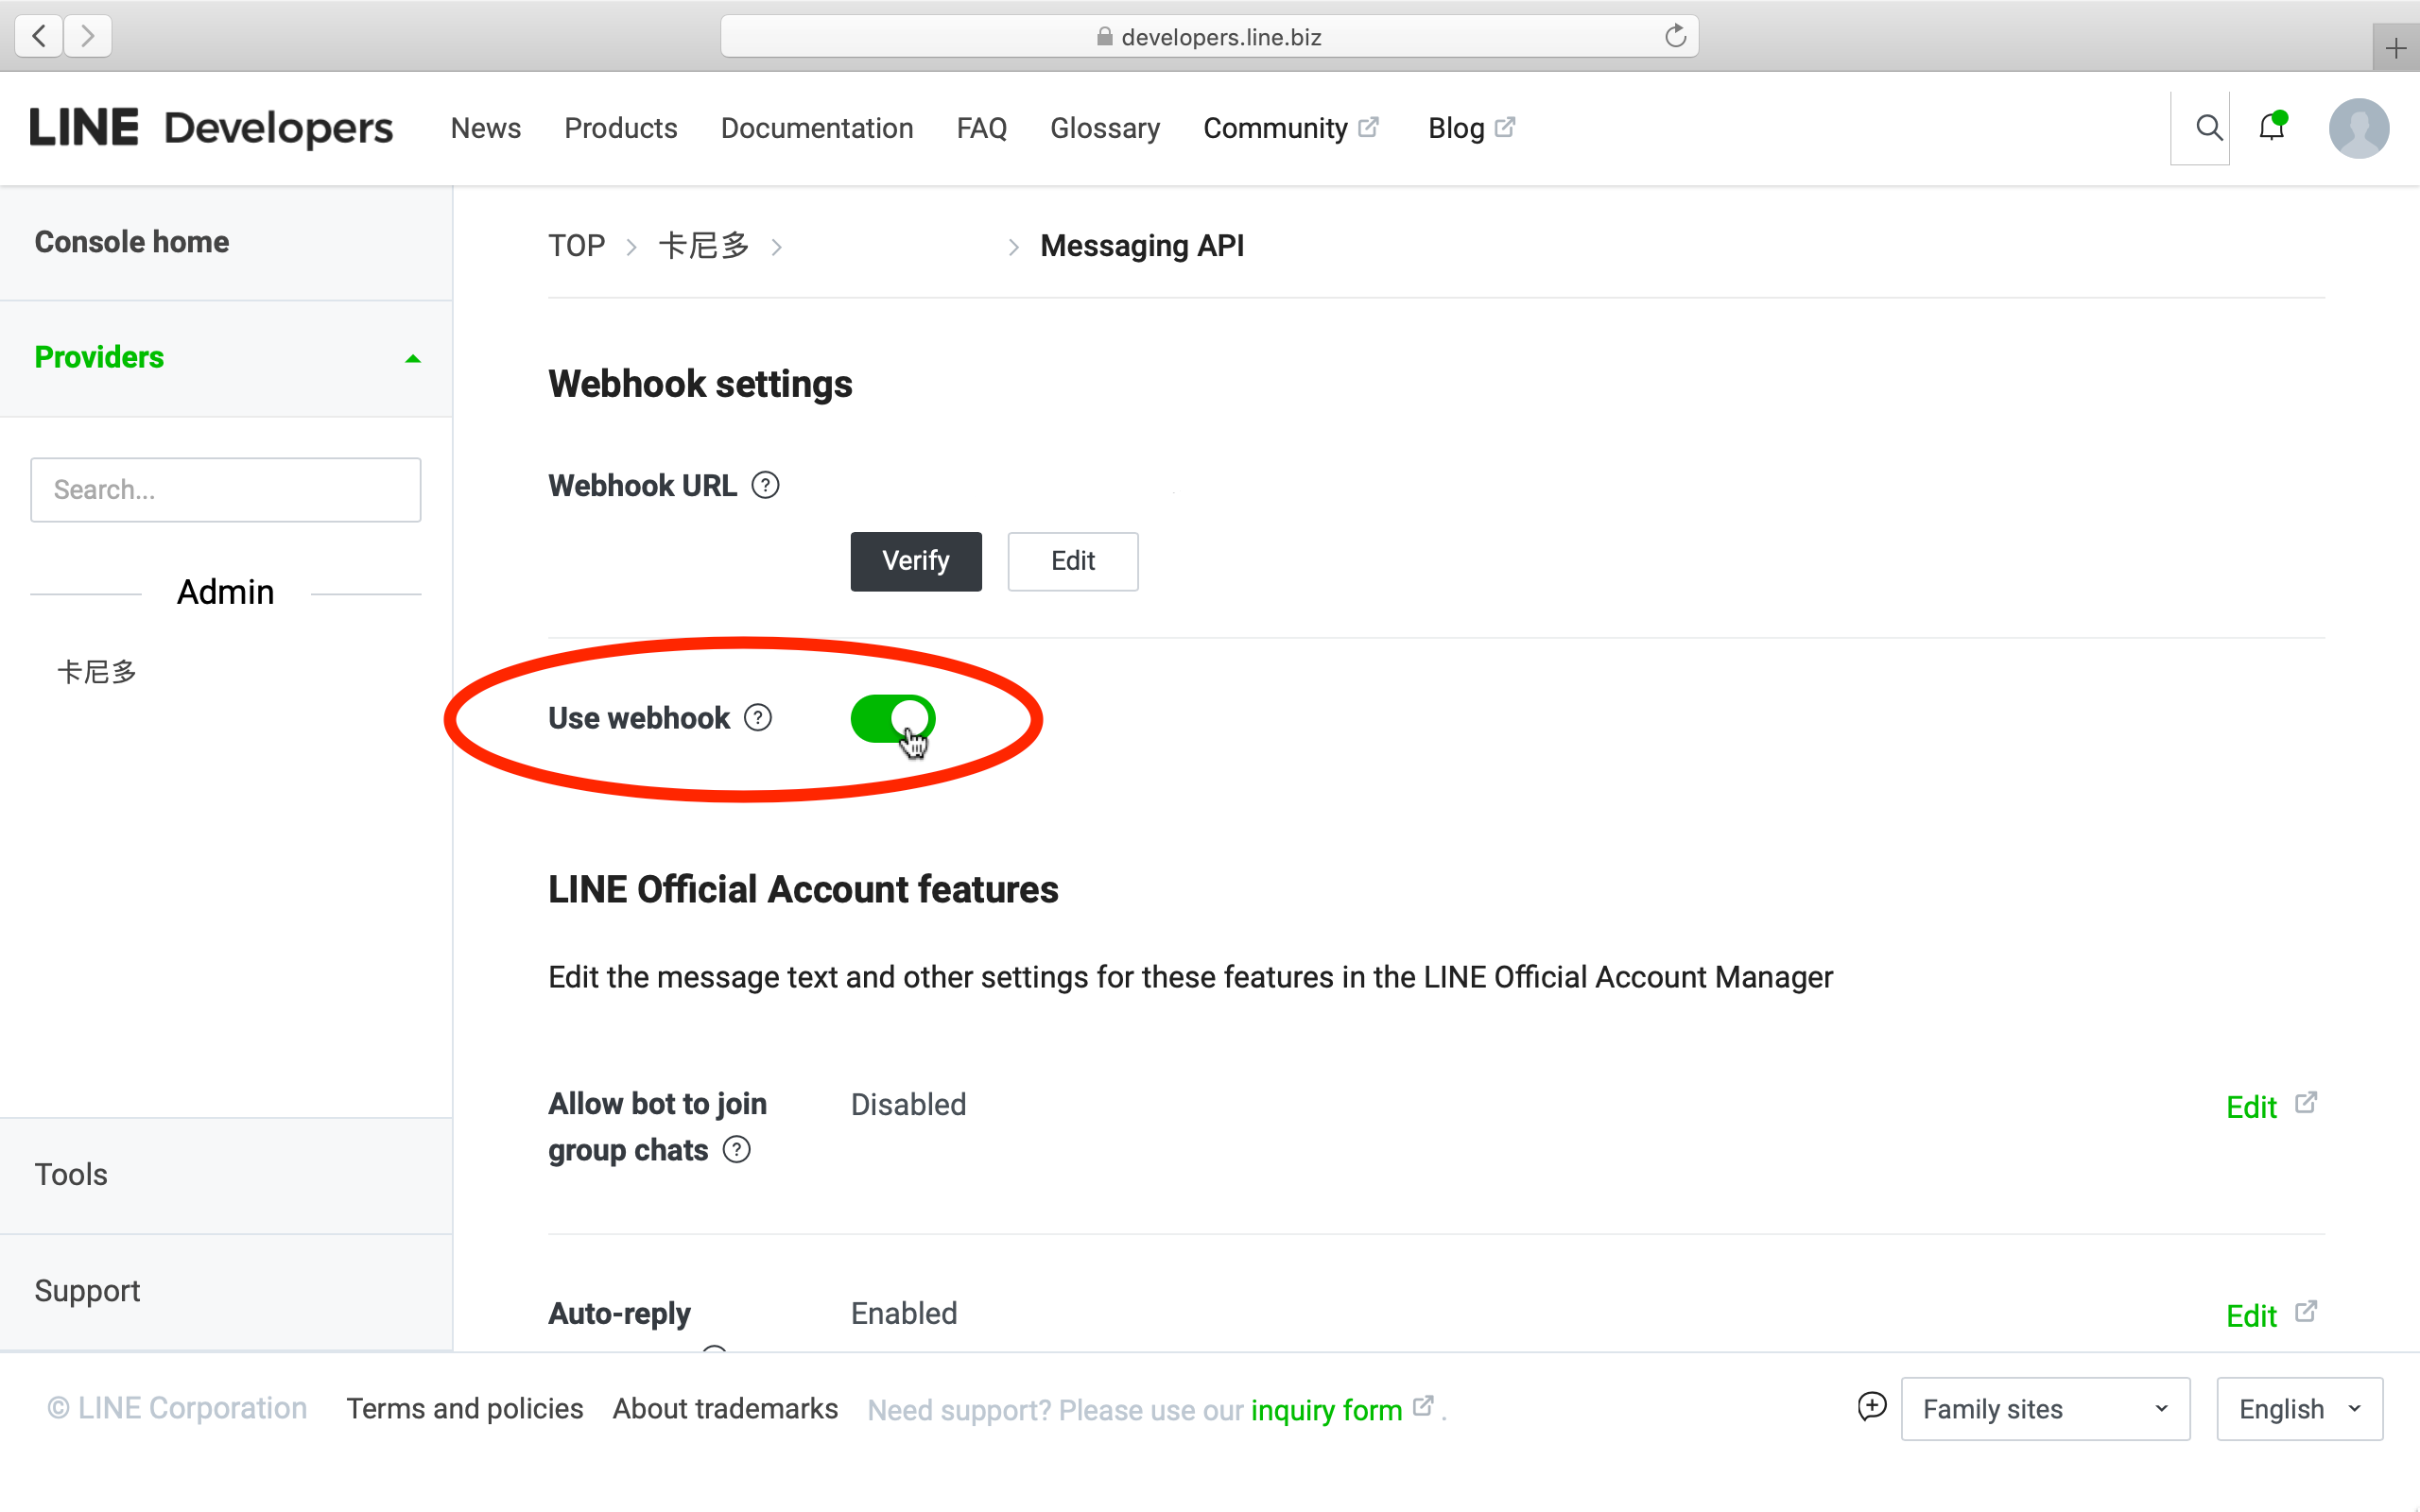 developers.line.biz
LINE Developers News Products Documentation FAQ Glossary Community Blog
Console home
Providers
Search...
Admin
卡尼多
Tools
Support
TOP > 卡尼多 > > Messaging API
Webhook settings
Webhook URL ?
Verify Edit
Use webhook ?
LINE Official Account features
Edit the message text and other settings for these features in the LINE Official Account Manager
Allow bot to join Disabled Edit
group chats ?
Auto-reply Enabled Edit
© LINE Corporation Terms and policies About trademarks Need support? Please use our inquiry form . Family sites English